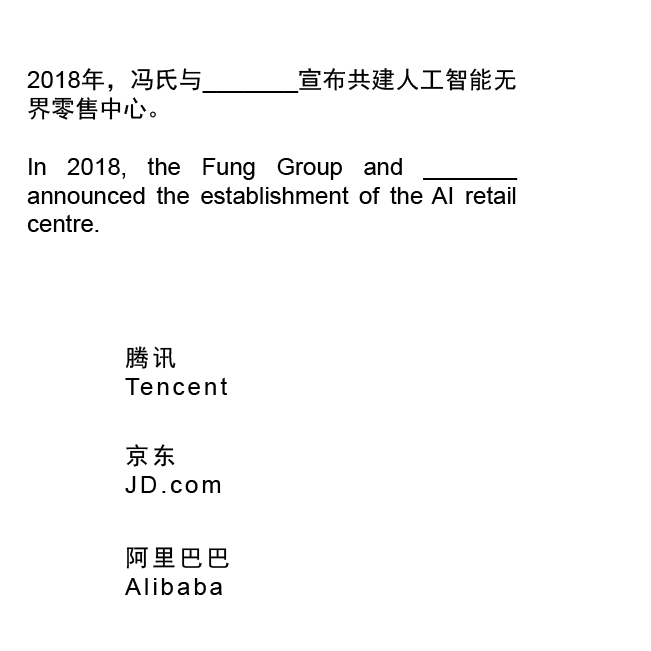 2018年，冯氏与_______宣布共建人工智能无
界零售中心。
In 2018, the Fung Group and _______
announced the establishment of the AI retail
centre.
腾讯
Tencent
京东
JD.com
阿里巴巴
Alibaba